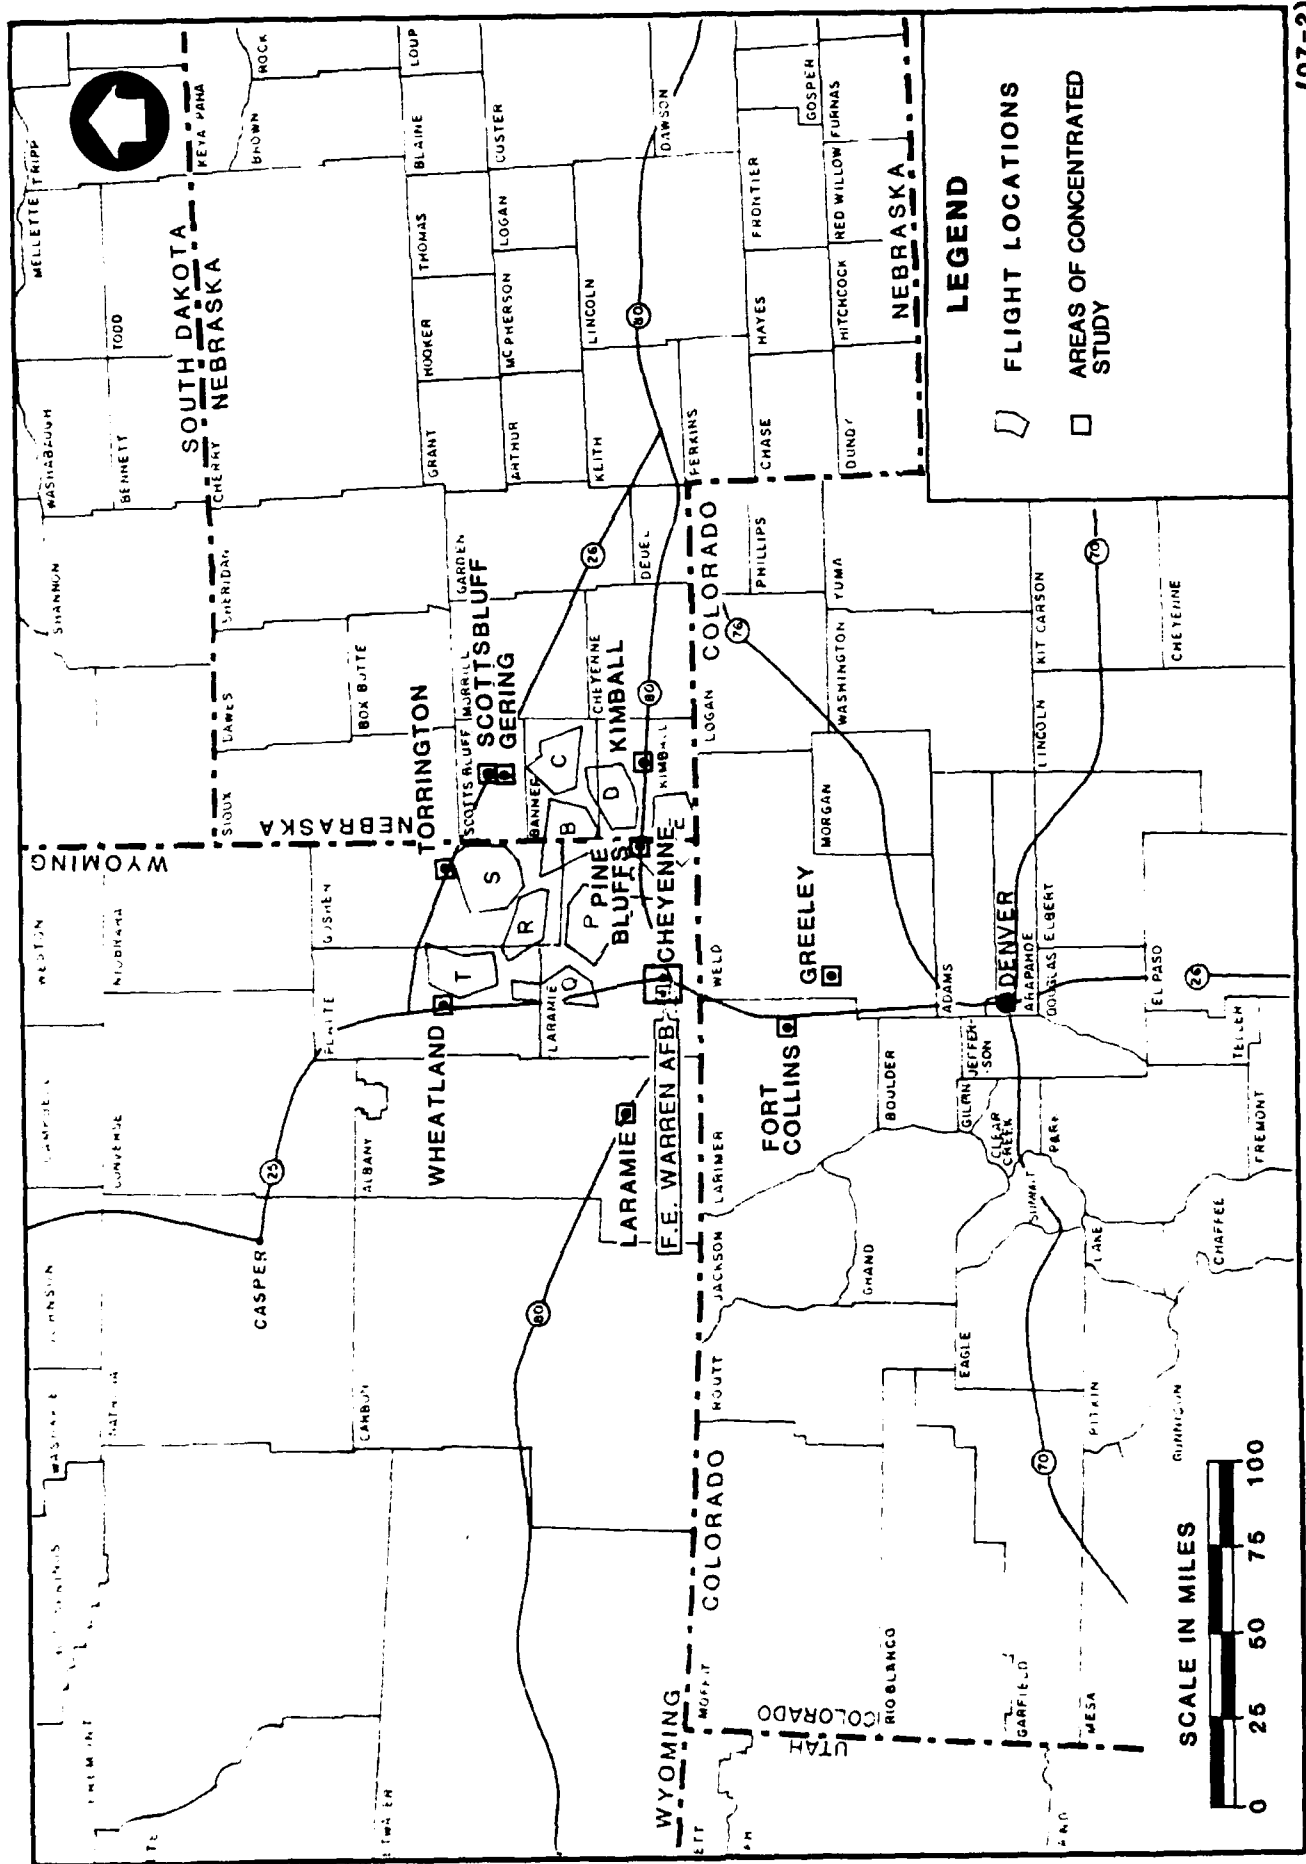 MELLETTE
TRIPP
WASHABAUGH
SHANNON
TODD
BENNETT
SOUTH DAKOTA
NEBRASKA
KEYA PAHA
ROCK
BROWN
CHERRY
SHERIDAN
DAWES
SIOUX
BOX BUTTE
LOUP
BLAINE
THOMAS
HOOKER
GRANT
GARDEN
MORRILL
SCOTTS BLUFF
CUSTER
LOGAN
MC PHERSON
ARTHUR
BANNER
LINCOLN
KEITH
CHEYENNE
DAWSON
DEUEL
KIMBALL
PERKINS
GOSPER
FRONTIER
HAYES
CHASE
FURNAS
RED WILLOW
HITCHCOCK
DUNDY
NEBRASKA
WYOMING
NEBRASKA
WESTON
NIOBRARA
GOSHEN
PLATTE
CONVERSE
ALBANY
LARAMIE
CARBON
JOHNSON
CASPER
TORRINGTON
SCOTTSBLUFF
GERING
KIMBALL
WHEATLAND
PINE
BLUFFS
CHEYENNE
LARAMIE
F.E. WARREN AFB
S
T
R
Q
P
B
C
D
E
25
80
80
80
26
76
70
70
26
WYOMING
COLORADO
COLORADO
UTAH
COLORADO
PHILLIPS
LOGAN
YUMA
WASHINGTON
MORGAN
WELD
LARIMER
JACKSON
ROUTT
MOFFAT
GREELEY
FORT
COLLINS
DENVER
KIT CARSON
LINCOLN
CHEYENNE
ELBERT
ARAPAHOE
DOUGLAS
ADAMS
JEFFER-
SON
GILPIN
CLEAR
CREEK
BOULDER
PARK
SUMMIT
GRAND
EAGLE
LAKE
PITKIN
RIO BLANCO
GARFIELD
MESA
GUNNISON
CHAFFEE
FREMONT
TELLER
EL PASO
LEGEND
FLIGHT LOCATIONS
AREAS OF CONCENTRATED
STUDY
SCALE IN MILES
0 25 50 75 100